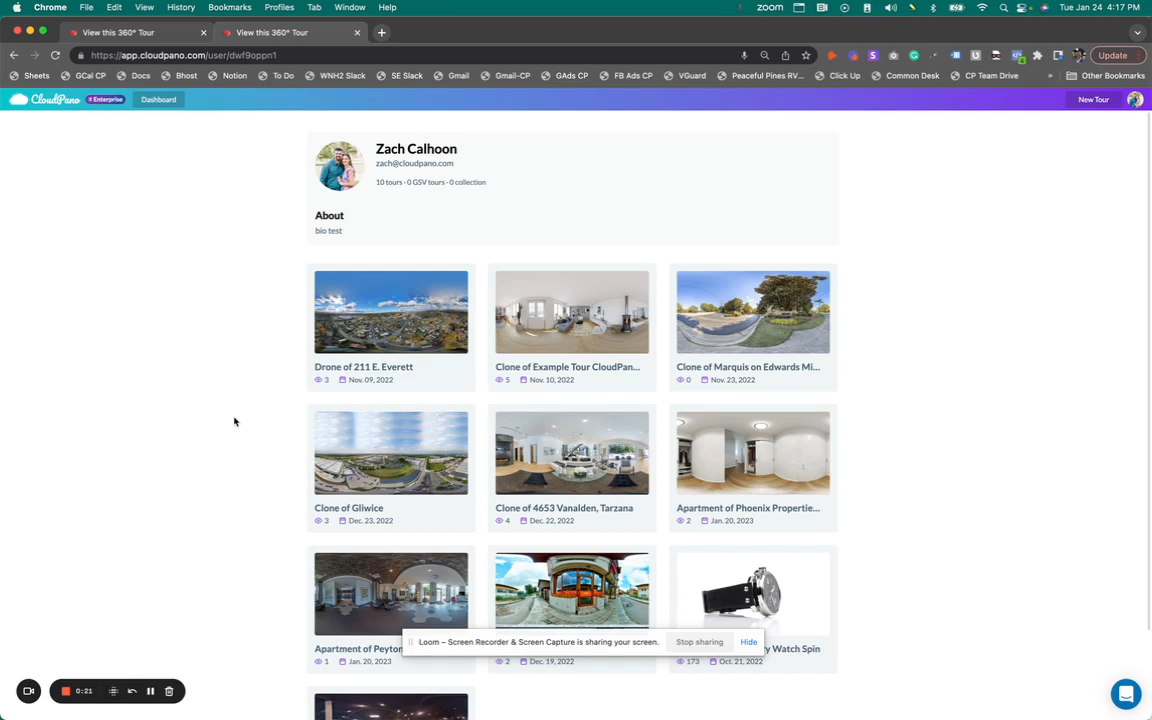 Chrome File Edit View History Bookmarks Profiles Tab Window Help zoom Tue Jan 24 4:17 PM
View this 360° Tour View this 360° Tour
https://app.cloudpano.com/user/dwf9oppn1 Update
Sheets GCal CP Docs Bhost Notion To Do WNH2 Slack SE Slack Gmail Gmail-CP GAds CP FB Ads CP VGuard Peaceful Pines RV... Click Up Common Desk CP Team Drive » Other Bookmarks
CloudPano Enterprise Dashboard New Tour
Zach Calhoon
zach@cloudpano.com
10 tours · 0 GSV tours · 0 collection
About
bio test
Drone of 211 E. Everett Clone of Example Tour CloudPan... Clone of Marquis on Edwards Mi...
3 Nov. 09, 2022 5 Nov. 10, 2022 0 Nov. 23, 2022
Clone of Gliwice Clone of 4653 Vanalden, Tarzana Apartment of Phoenix Propertie...
3 Dec. 23, 2022 4 Dec. 22, 2022 2 Jan. 20, 2023
Loom – Screen Recorder & Screen Capture is sharing your screen. Stop sharing Hide
Apartment of Peyton Watch Spin
1 Jan. 20, 2023 2 Dec. 19, 2022 173 Oct. 21, 2022
0:21